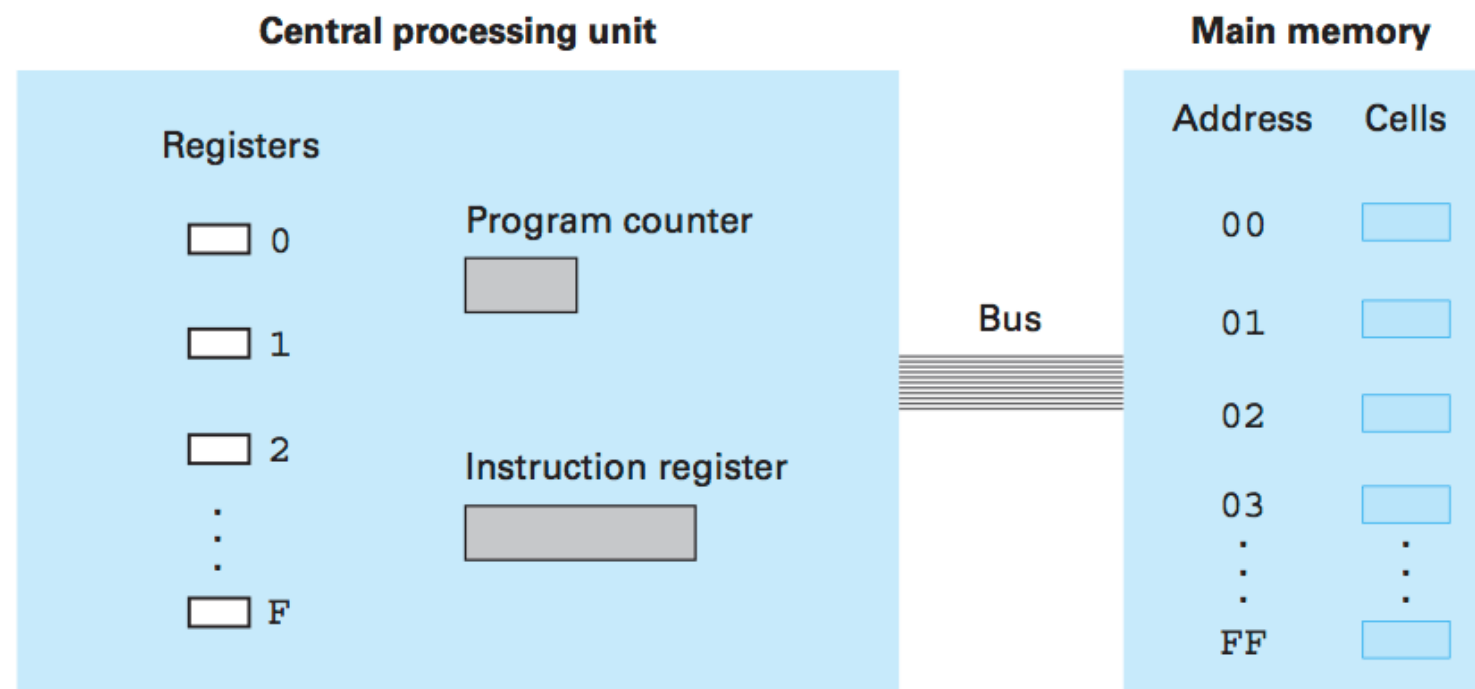 Central processing unit
Main memory
Registers
0
1
2
.
.
.
F
Program counter
Instruction register
Bus
Address Cells
00
01
02
03
. .
. .
. .
FF